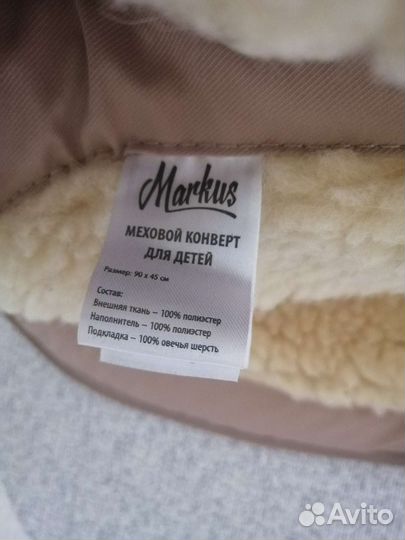 Markus
МЕХОВОЙ КОНВЕРТ
ДЛЯ ДЕТЕЙ
Размер: 90 x 45 см
Состав:
Внешняя ткань – 100% полиэстер
Наполнитель – 100% полиэстер
Подкладка – 100% овечья шерсть
Avito